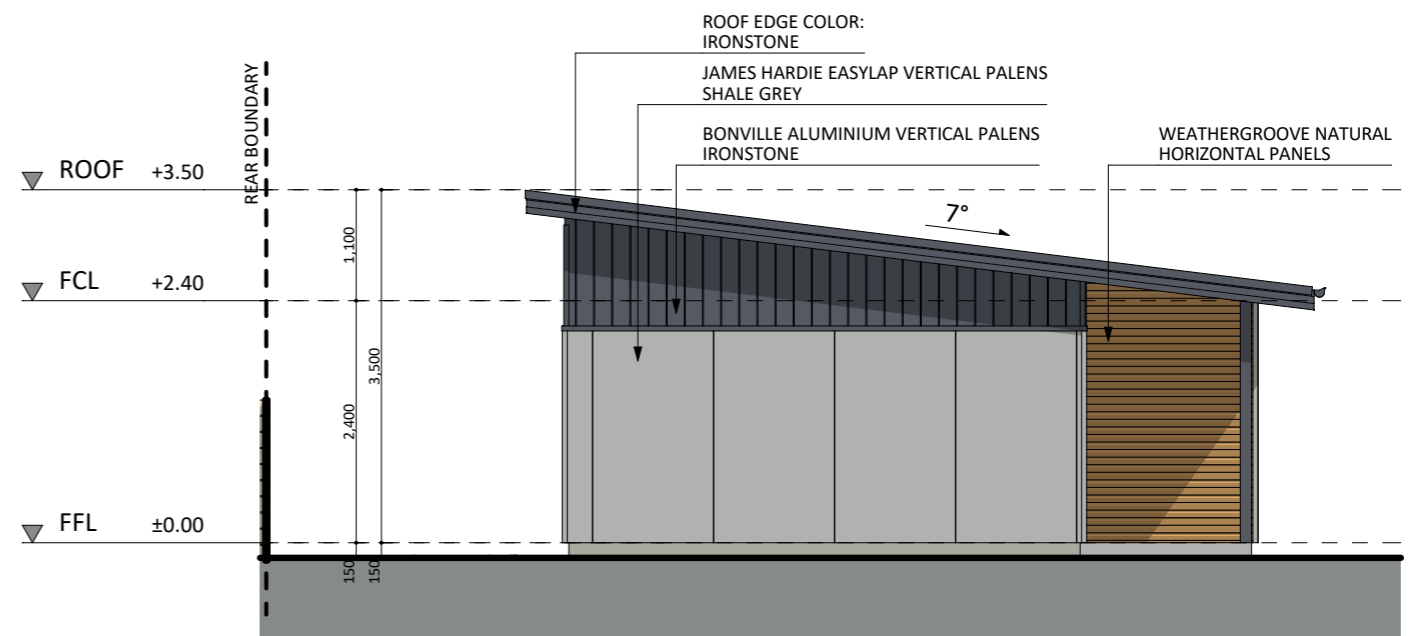 ROOF EDGE COLOR:
IRONSTONE
JAMES HARDIE EASYLAP VERTICAL PALENS
SHALE GREY
BONVILLE ALUMINIUM VERTICAL PALENS
IRONSTONE
WEATHERGROOVE NATURAL
HORIZONTAL PANELS
REAR BOUNDARY
ROOF +3.50
7°
1,100
FCL +2.40
3,500
2,400
FFL ±0.00
150
150